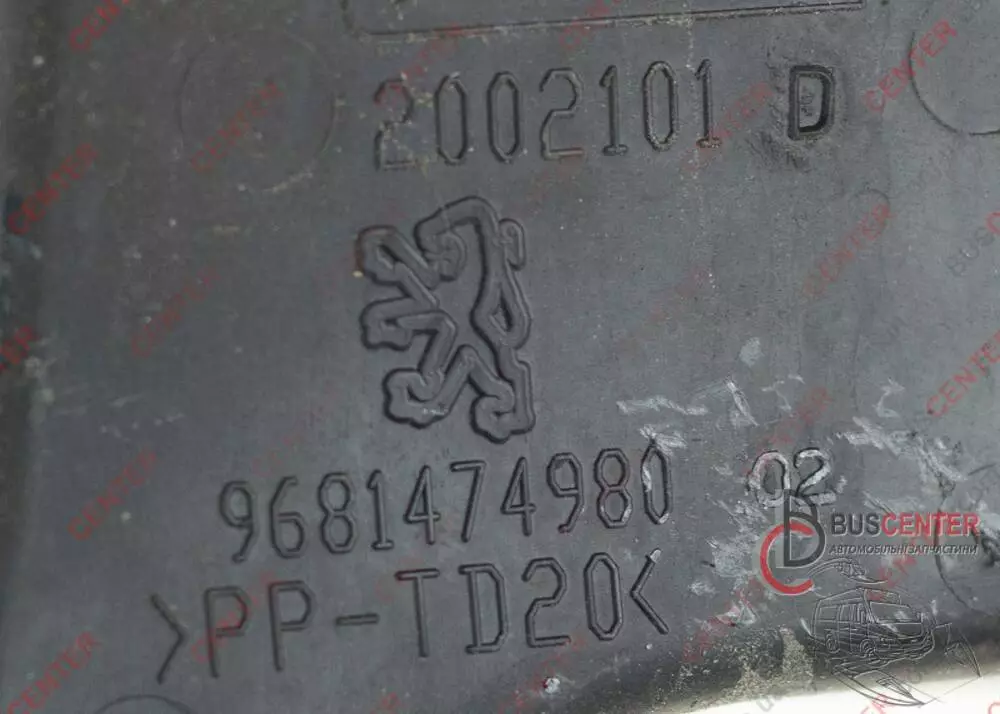 2002101 D
9681474980 02
>PP-TD20<
BUSCENTER
АВТОМОБІЛЬНІ ЗАПЧАСТИНИ